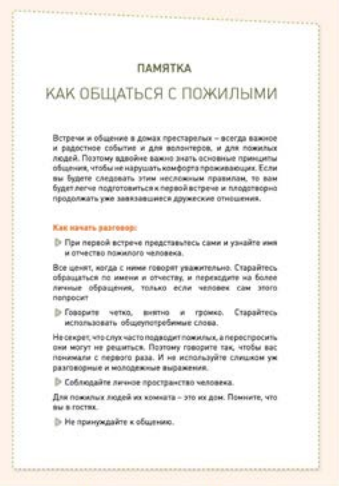 ПАМЯТКА
КАК ОБЩАТЬСЯ С ПОЖИЛЫМИ
Встречи и общение в домах престарелых – всегда важное
и радостное событие и для волонтеров, и для пожилых
людей. Поэтому вдвойне важно знать основные принципы
общения, чтобы не нарушать комфорта проживающих. Если
вы будете следовать этим несложным правилам, то вам
будет легче подготовиться к первой встрече и плодотворно
продолжать уже завязавшиеся дружеские отношения.
Как начать разговор:
При первой встрече представьтесь сами и узнайте имя
и отчество пожилого человека.
Все ценят, когда с ними говорят уважительно. Старайтесь
обращаться по имени и отчеству, и переходите на более
личные обращения, только если человек сам этого
попросит
Говорите четко, внятно и громко. Старайтесь
использовать общеупотребимые слова.
Не секрет, что слух часто подводит пожилых, а переспросить
они могут не решиться. Поэтому говорите так, чтобы вас
понимали с первого раза. И не используйте слишком уж
разговорные и молодежные выражения.
Соблюдайте личное пространство человека.
Для пожилых людей их комната – это их дом. Помните, что
вы в гостях.
Не принуждайте к общению.